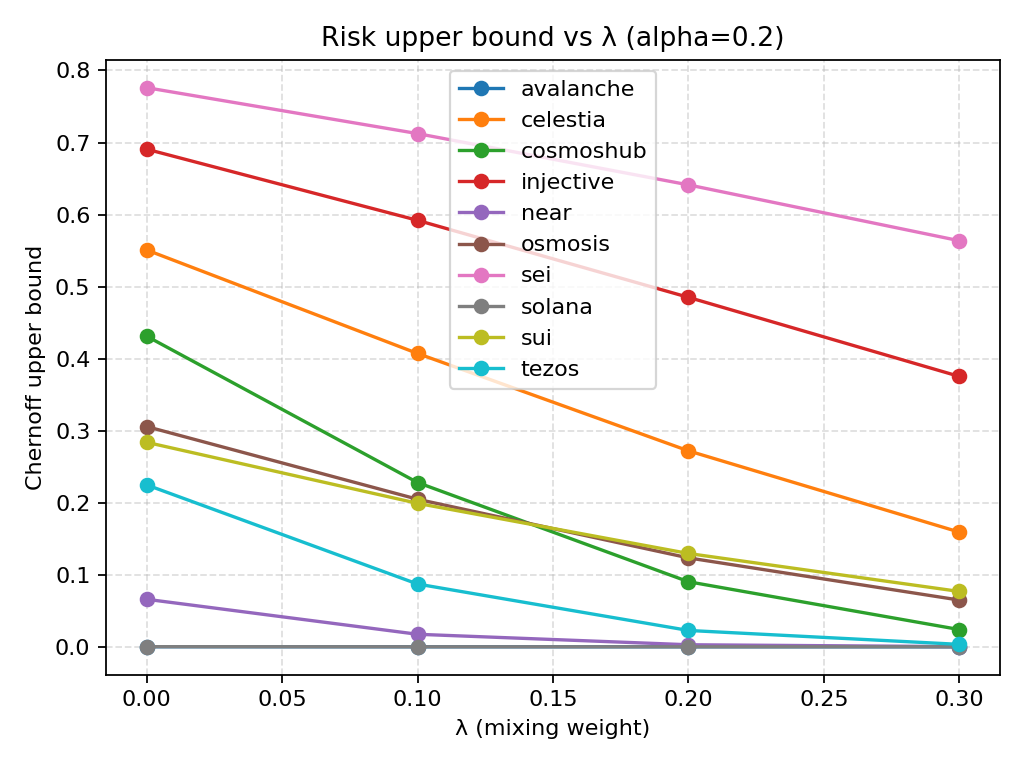 Risk upper bound vs λ (alpha=0.2)
0.8
0.7
0.6
0.5
0.4
0.3
0.2
0.1
0.0
Chernoff upper bound
avalanche
celestia
cosmoshub
injective
near
osmosis
sei
solana
sui
tezos
0.00 0.05 0.10 0.15 0.20 0.25 0.30
λ (mixing weight)